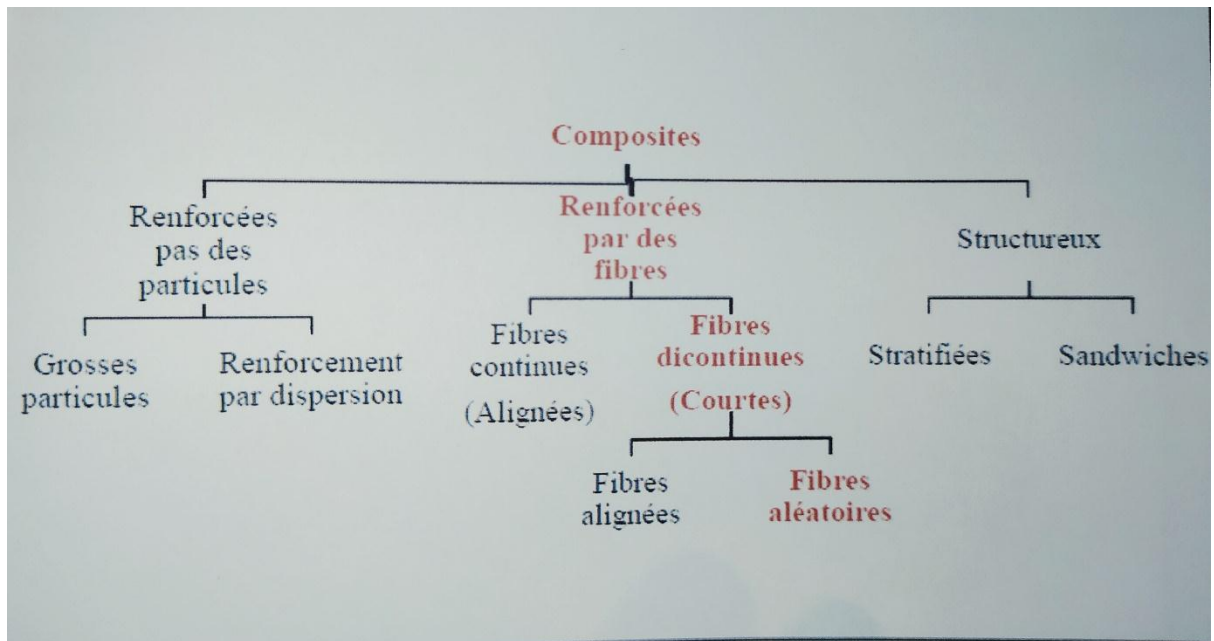 Composites
Renforcées
pas des
particules
Renforcées
par des
fibres
Structureux
Grosses
particules
Renforcement
par dispersion
Fibres
continues
(Alignées)
Fibres
dicontinues
(Courtes)
Stratifiées
Sandwiches
Fibres
alignées
Fibres
aléatoires